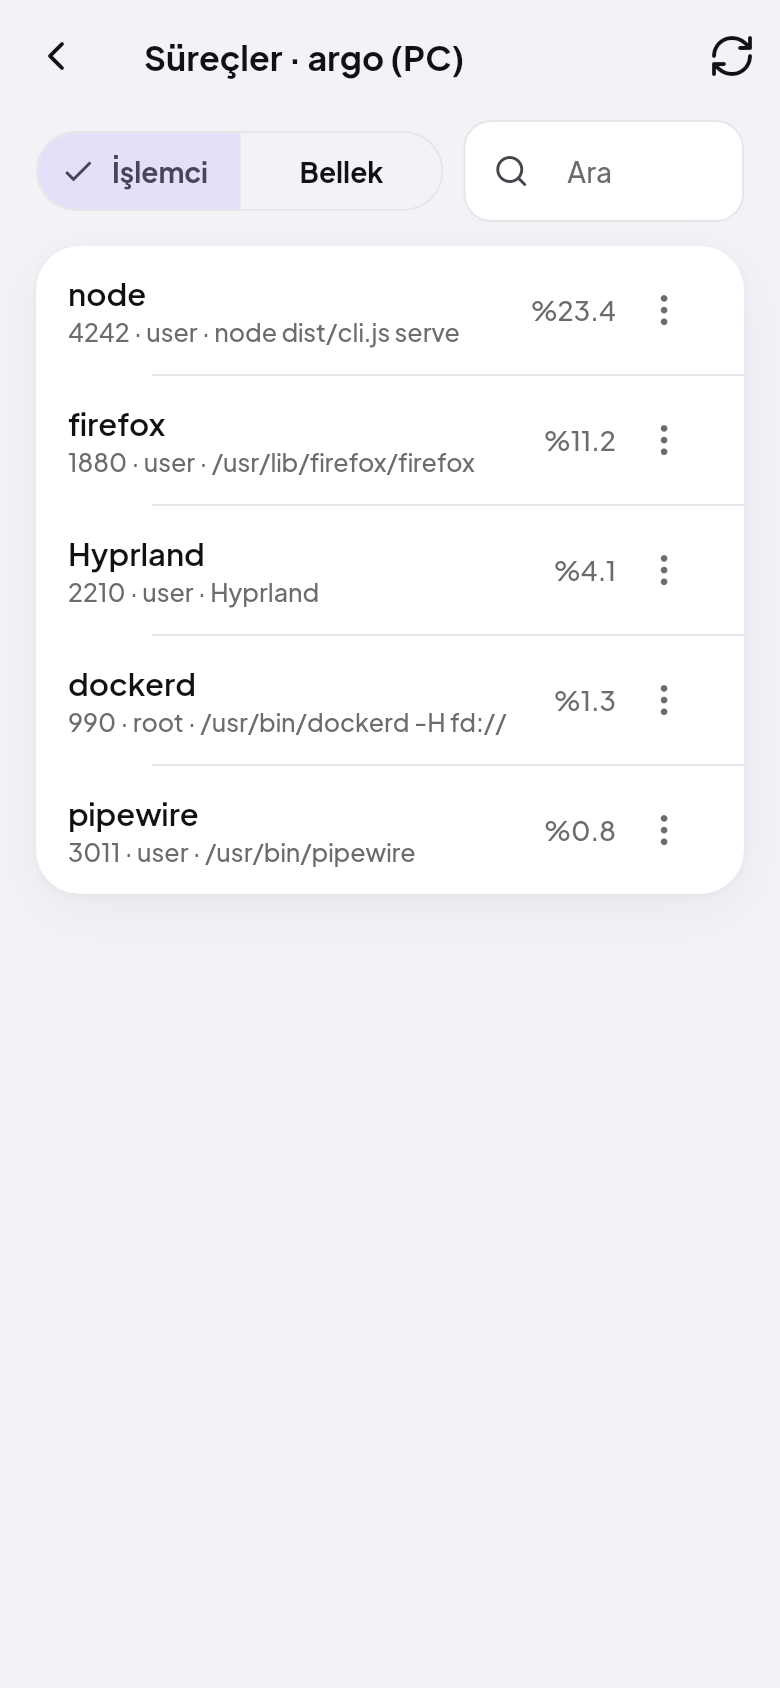 Süreçler · argo (PC)
İşlemci
Bellek
Ara
node
4242 · user · node dist/cli.js serve
%23.4
firefox
1880 · user · /usr/lib/firefox/firefox
%11.2
Hyprland
2210 · user · Hyprland
%4.1
dockerd
990 · root · /usr/bin/dockerd -H fd://
%1.3
pipewire
3011 · user · /usr/bin/pipewire
%0.8